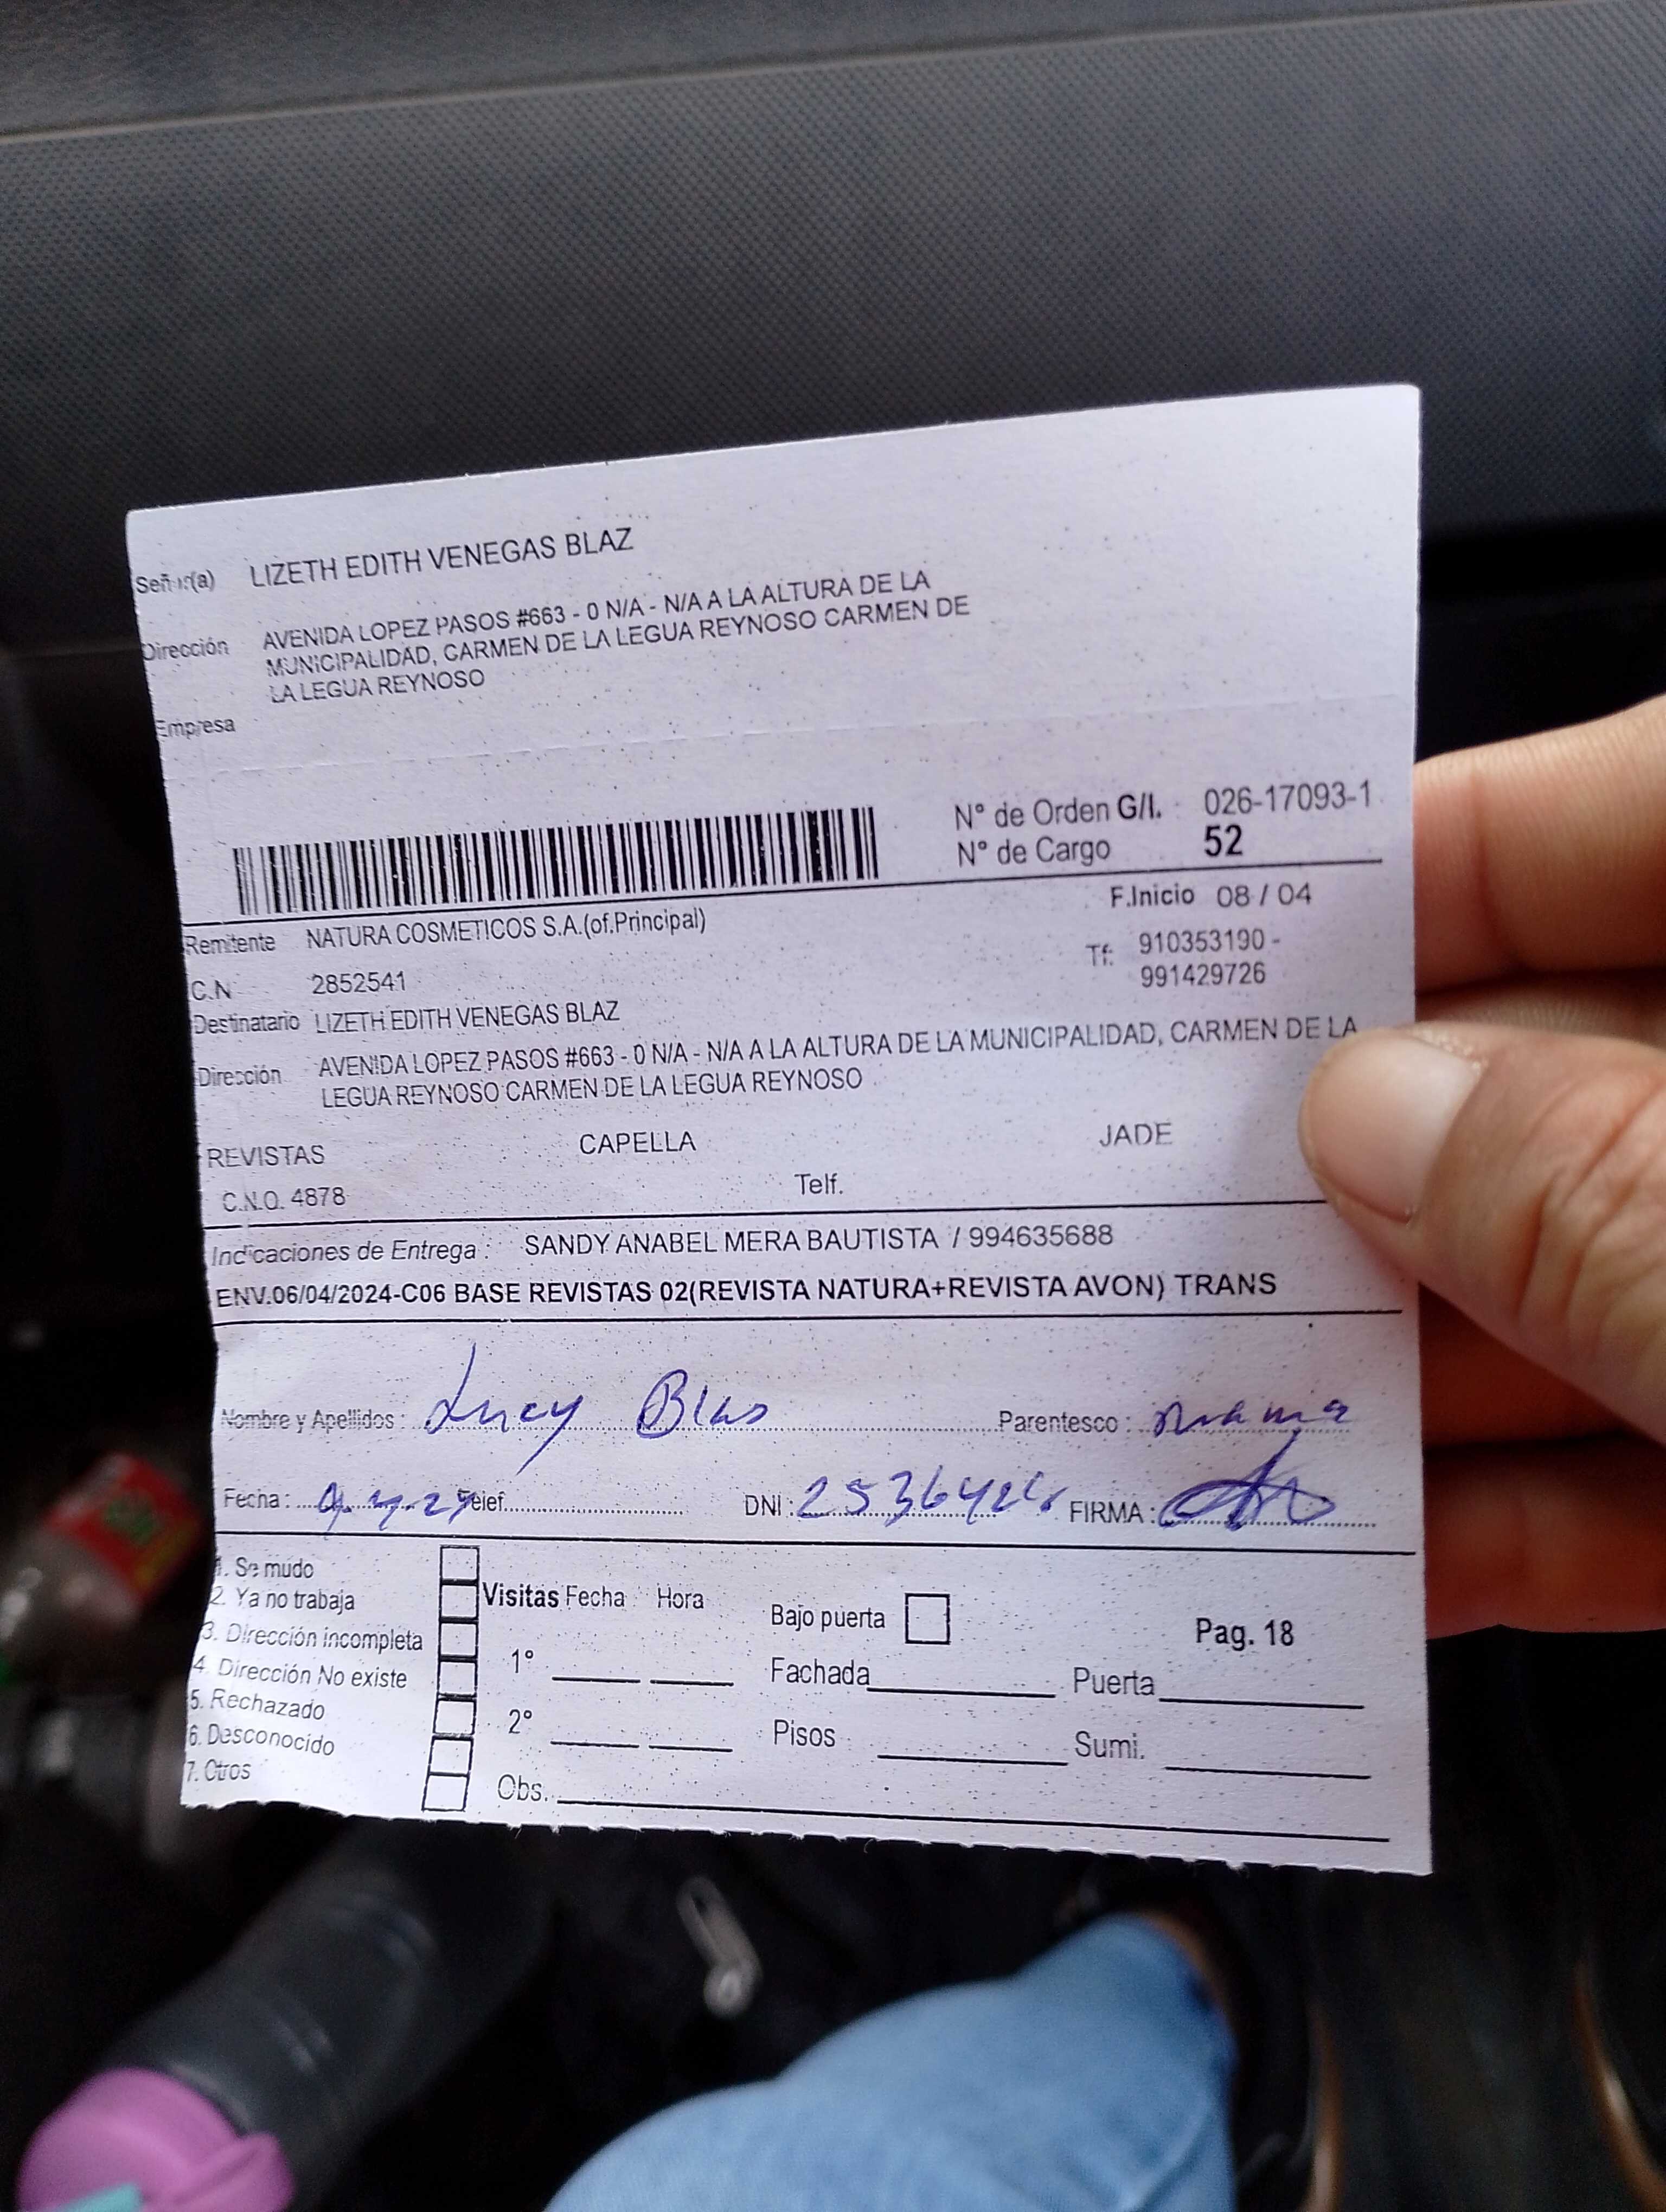 Señor(a) LIZETH EDITH VENEGAS BLAZ
Dirección AVENIDA LOPEZ PASOS #663 - 0 N/A - N/A A LA ALTURA DE LA
MUNICIPALIDAD, CARMEN DE LA LEGUA REYNOSO CARMEN DE
LA LEGUA REYNOSO
Empresa
N° de Orden G/I. 026-17093-1
N° de Cargo 52
F.Inicio 08 / 04
Remitente NATURA COSMETICOS S.A.(of.Principal)
Tf: 910353190 -
991429726
C.N 2852541
Destinatario LIZETH EDITH VENEGAS BLAZ
Dirección AVENIDA LOPEZ PASOS #663 - 0 N/A - N/A A LA ALTURA DE LA MUNICIPALIDAD, CARMEN DE LA
LEGUA REYNOSO CARMEN DE LA LEGUA REYNOSO
REVISTAS CAPELLA JADE
C.N.O. 4878 Telf.
Indicaciones de Entrega : SANDY ANABEL MERA BAUTISTA / 994635688
ENV.06/04/2024-C06 BASE REVISTAS 02(REVISTA NATURA+REVISTA AVON) TRANS
Nombre y Apellidos : Lucy Blas Parentesco : mama
Fecha : Telef. DNI : FIRMA :
1. Se mudo
2. Ya no trabaja
3. Dirección incompleta
4. Dirección No existe
5. Rechazado
6. Desconocido
7. Otros
Visitas Fecha Hora
1°
2°
Obs.
Bajo puerta
Fachada Puerta
Pisos Sumi.
Pag. 18